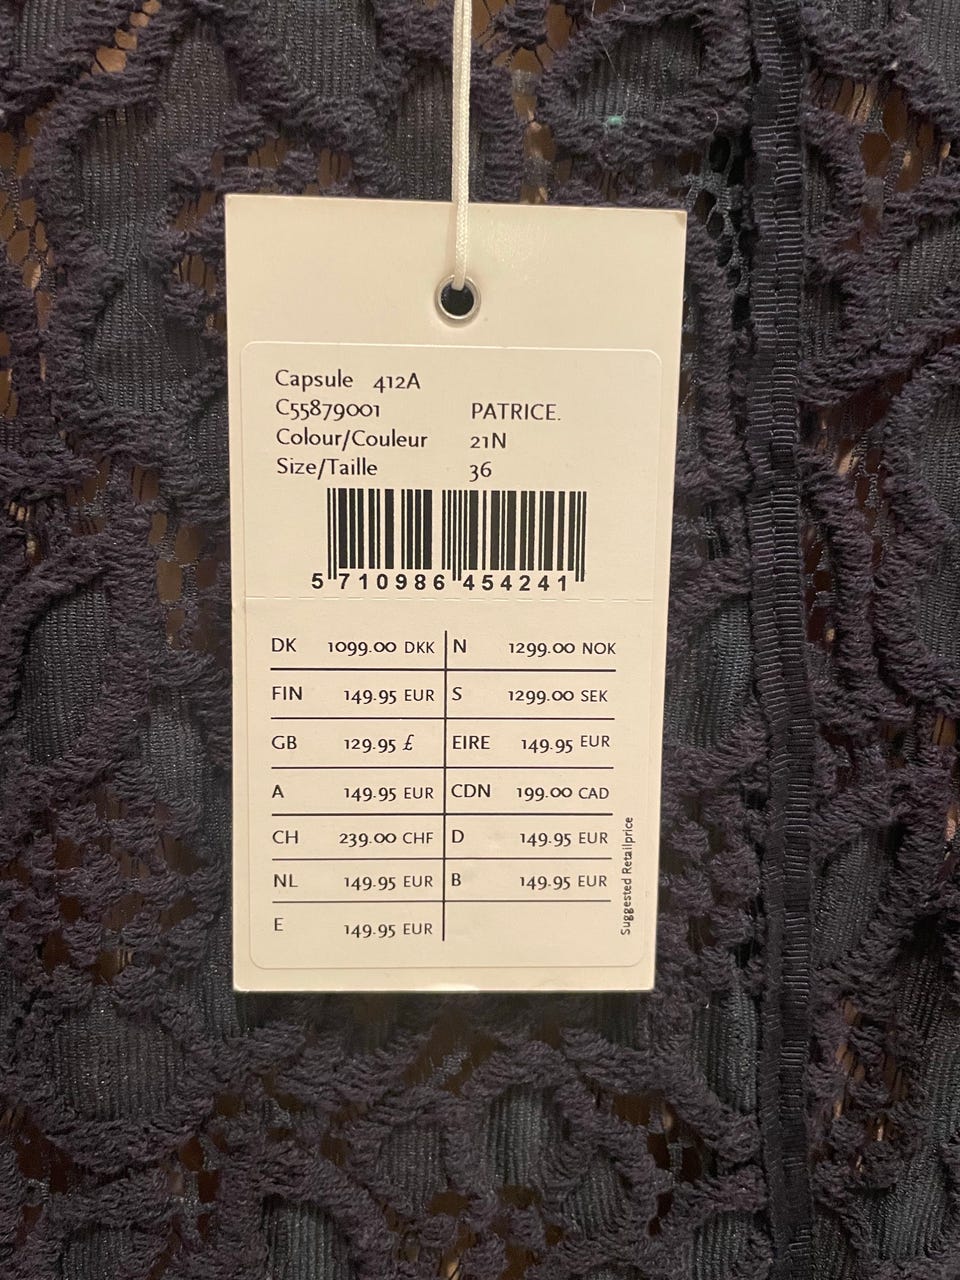 Capsule 412A
C55879001 PATRICE.
Colour/Couleur 21N
Size/Taille 36
5 710986 454241
DK 1099.00 DKK N 1299.00 NOK
FIN 149.95 EUR S 1299.00 SEK
GB 129.95 £ EIRE 149.95 EUR
A 149.95 EUR CDN 199.00 CAD
CH 239.00 CHF D 149.95 EUR
NL 149.95 EUR B 149.95 EUR
E 149.95 EUR
Suggested Retailprice